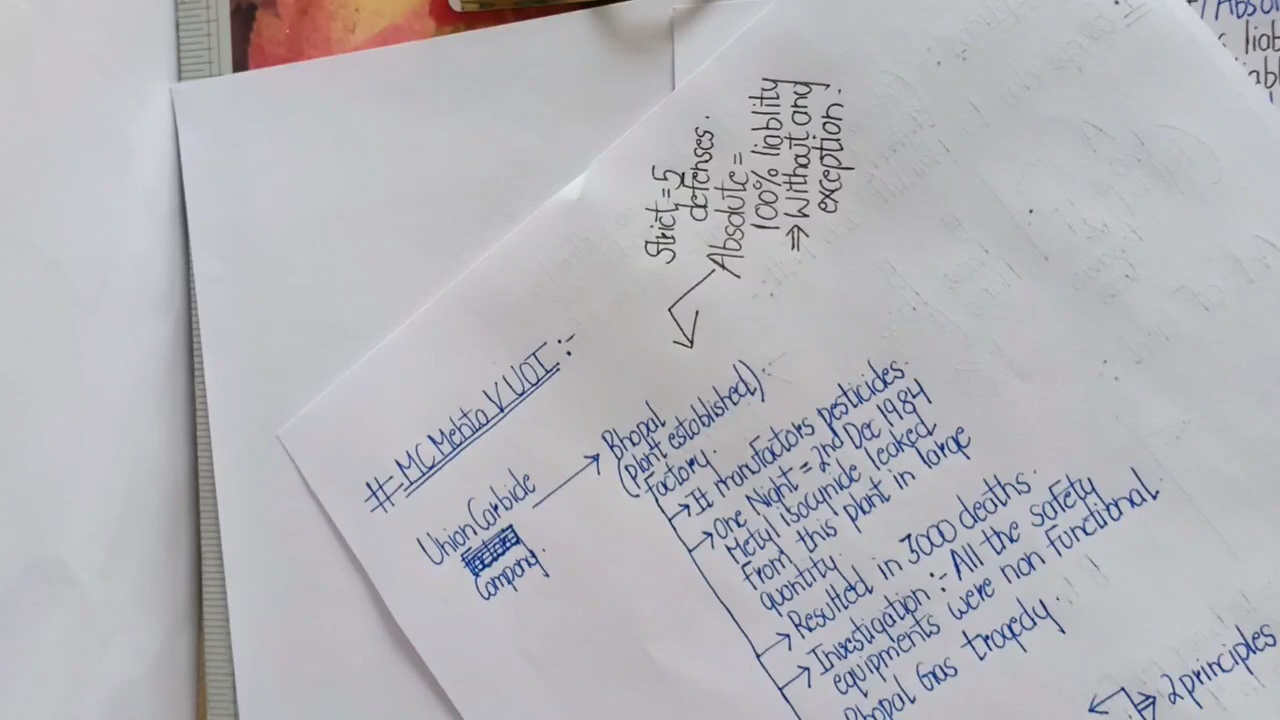 Strict = 5
defenses.
Absolute =
100% liablity
⇒ Without any
exception.
#-MC Mehta V UOI :-
Union Carbide
Company.
Bhopal
(Plant established).
factory.
→ It manufactors pesticides.
→ One Night = 2nd Dec 1984
Metyl Isocynide leaked
from this plant in large
quantity.
→ Resulted in 3000 deaths.
→ Investigation :- All the safety
equipments were non functional.
Bhopal Gas tragedy.
⇒ 2 principles